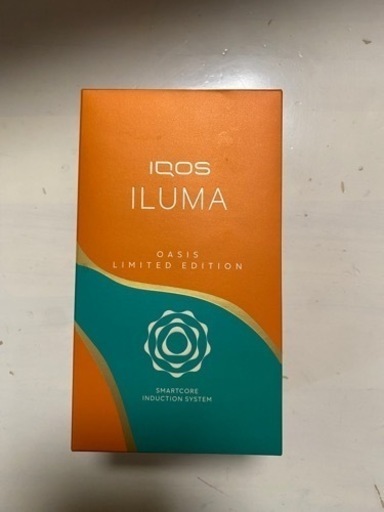 IQOS
ILUMA
OASIS
LIMITED EDITION
SMARTCORE
INDUCTION SYSTEM